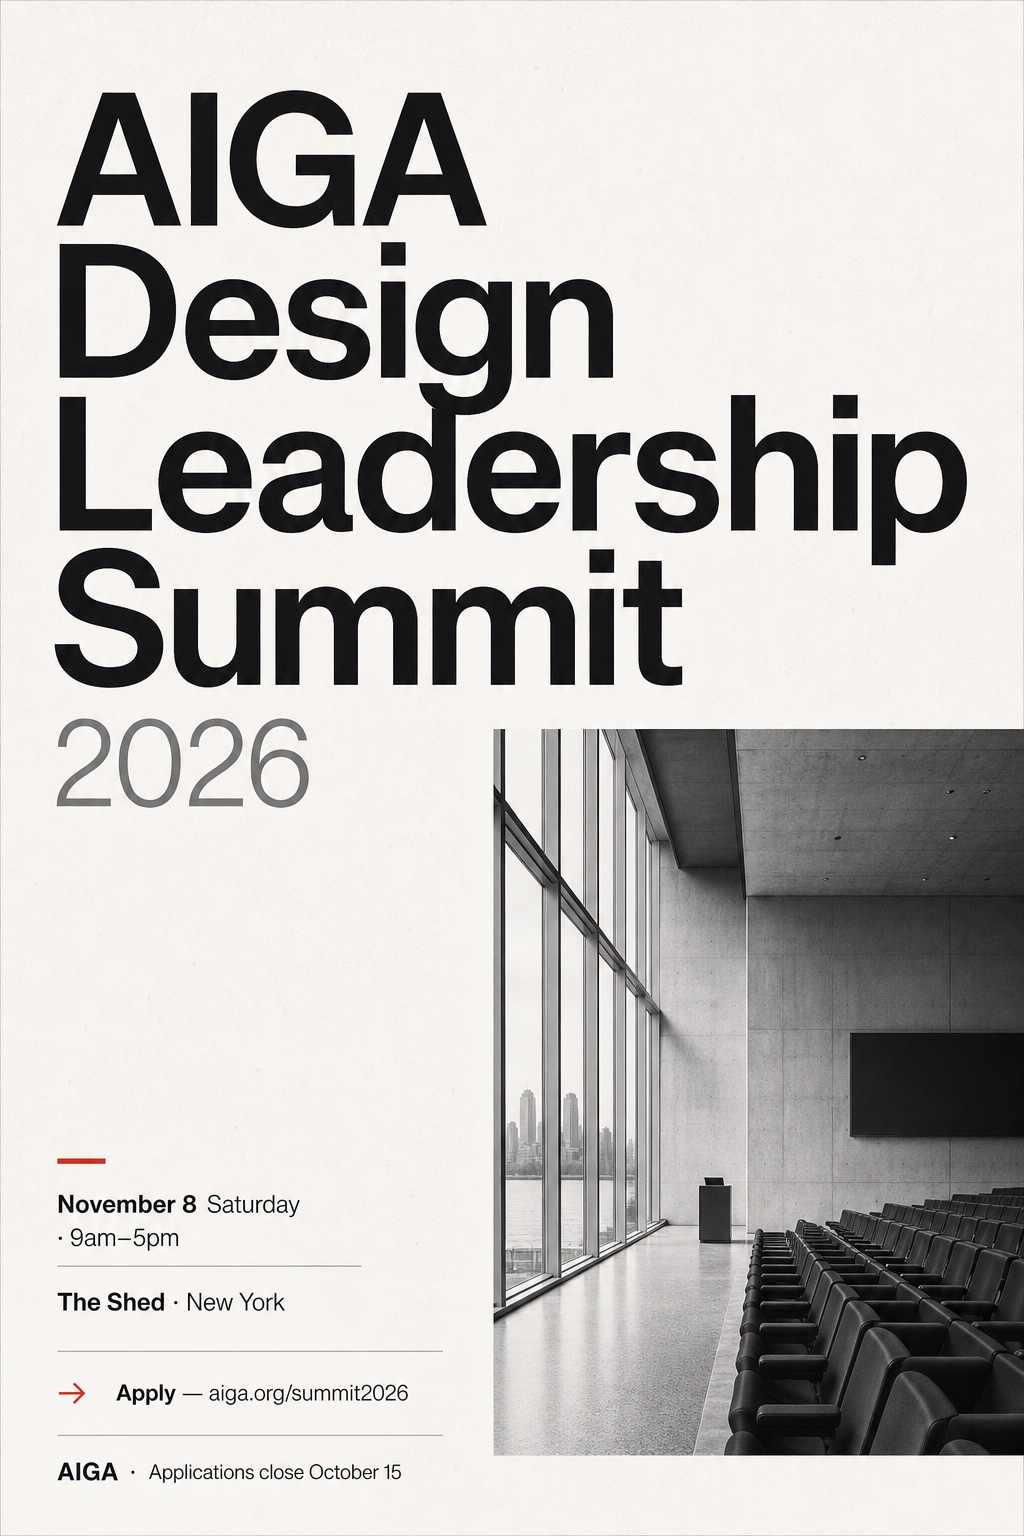 AIGA
Design
Leadership
Summit
2026
November 8 Saturday
· 9am–5pm
The Shed · New York
→ Apply — aiga.org/summit2026
AIGA · Applications close October 15